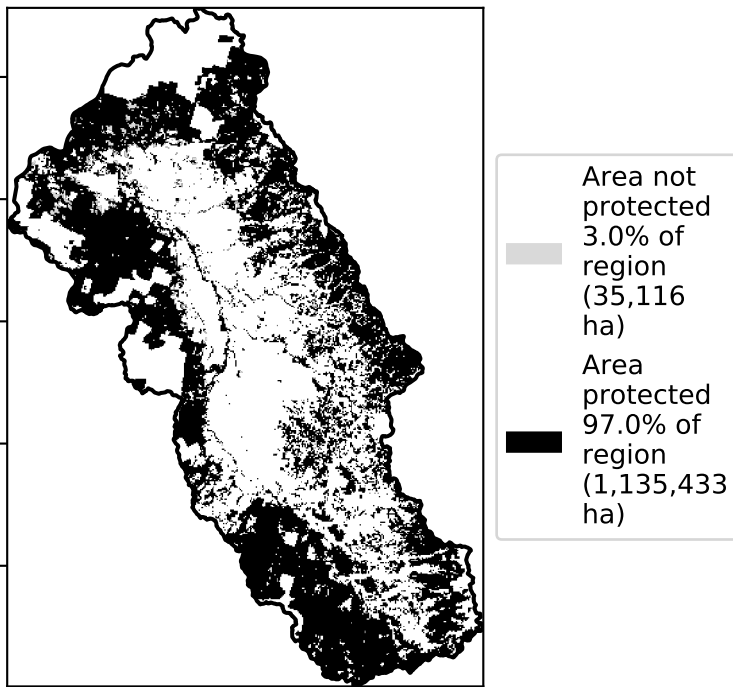 Area not
protected
3.0% of
region
(35,116
ha)
Area
protected
97.0% of
region
(1,135,433
ha)